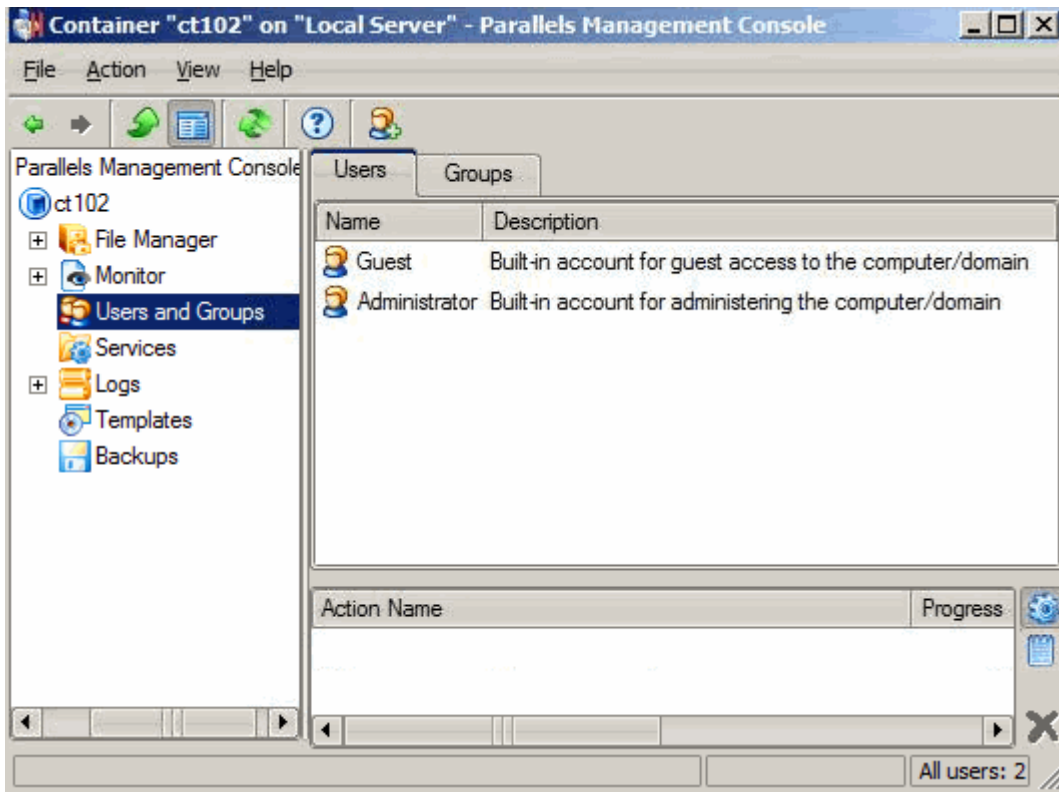 Container "ct102" on "Local Server" - Parallels Management Console
File Action View Help
Parallels Management Console
ct102
File Manager
Monitor
Users and Groups
Services
Logs
Templates
Backups
Users Groups
Name Description
Guest Built-in account for guest access to the computer/domain
Administrator Built-in account for administering the computer/domain
Action Name Progress
All users: 2